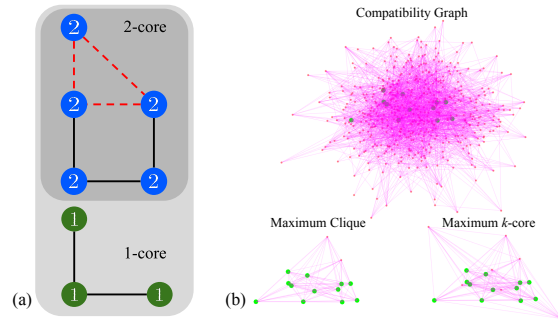 2-core
2
2
2
2
2
1
1-core
1
1
(a)
Compatibility Graph
Maximum Clique
Maximum k-core
(b)